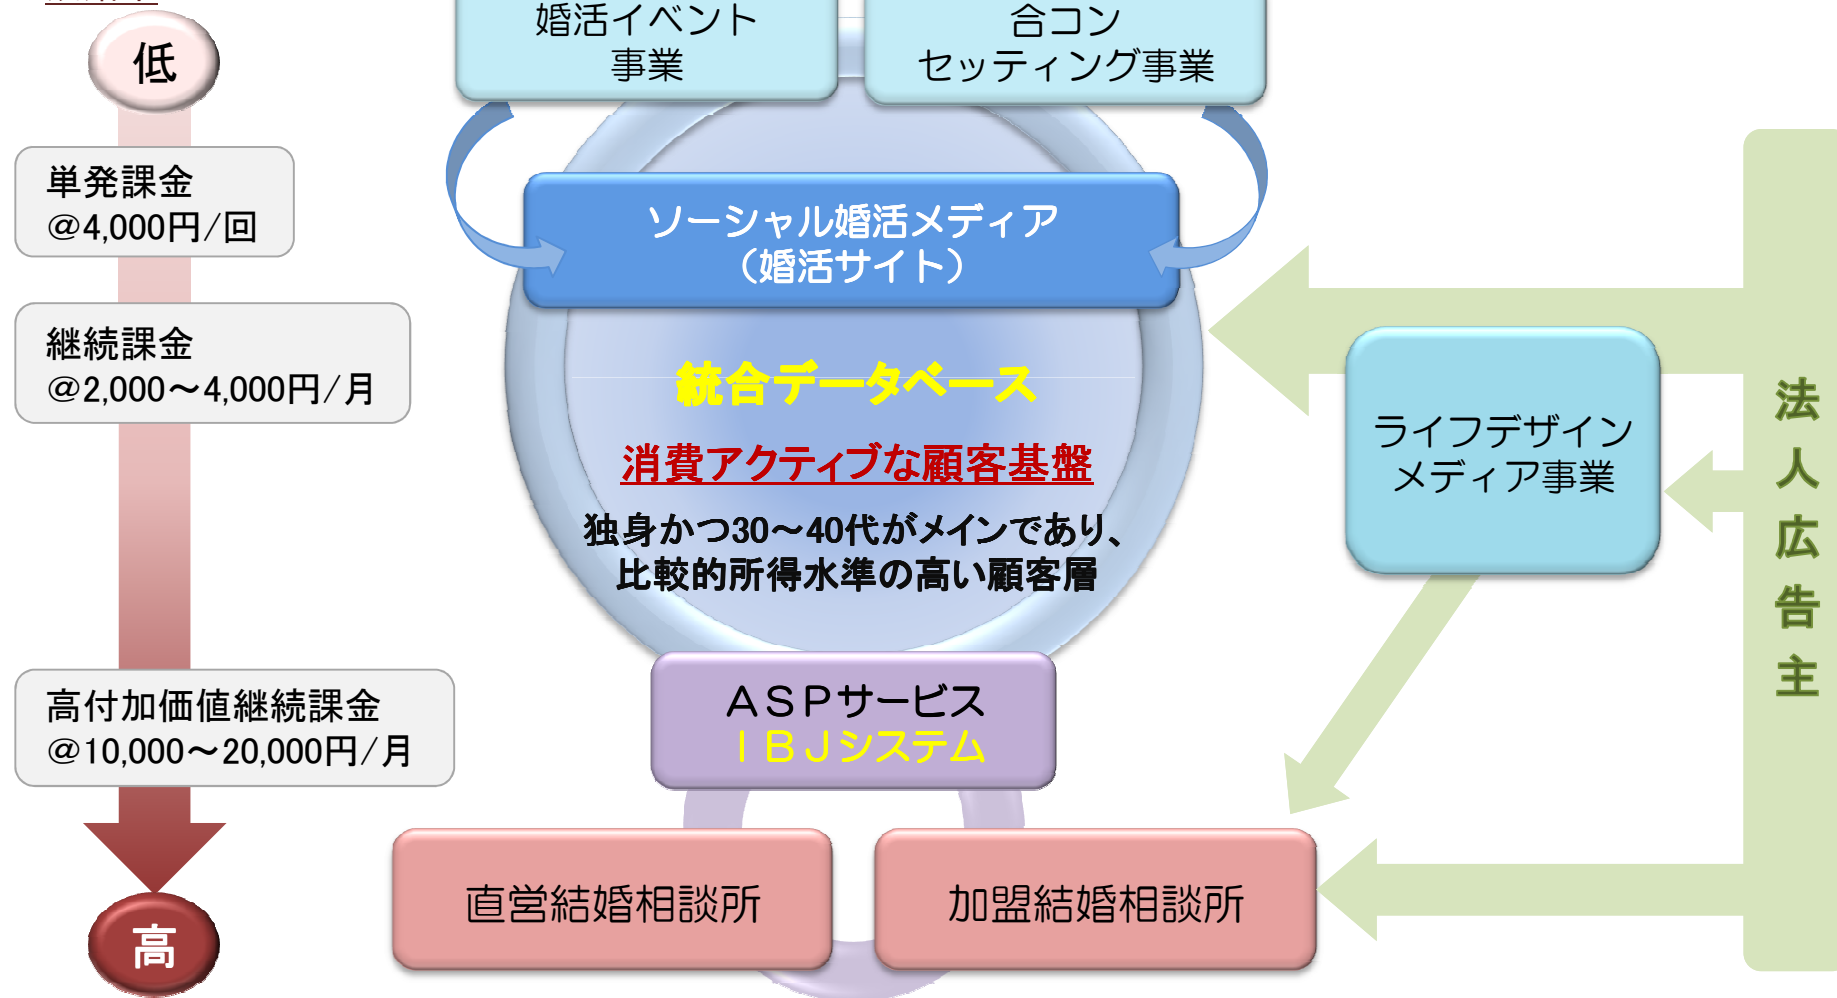 低
単発課金
@4,000円/回
継続課金
@2,000～4,000円/月
高付加価値継続課金
@10,000～20,000円/月
高
婚活イベント
事業
合コン
セッティング事業
ソーシャル婚活メディア
（婚活サイト）
統合データベース
消費アクティブな顧客基盤
独身かつ30～40代がメインであり、
比較的所得水準の高い顧客層
ＡＳＰサービス
ＩＢＪシステム
直営結婚相談所
加盟結婚相談所
ライフデザイン
メディア事業
法人広告主